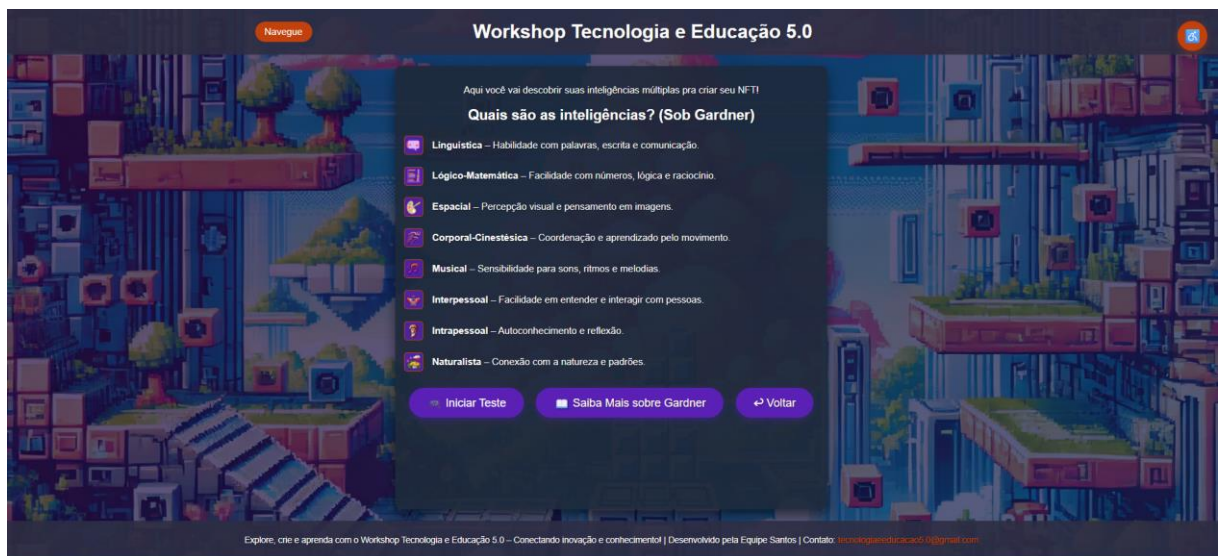 Navegue
Workshop Tecnologia e Educação 5.0
Aqui você vai descobrir suas inteligências múltiplas pra criar seu NFT!
Quais são as inteligências? (Sob Gardner)
Linguística – Habilidade com palavras, escrita e comunicação.
Lógico-Matemática – Facilidade com números, lógica e raciocínio.
Espacial – Percepção visual e pensamento em imagens.
Corporal-Cinestésica – Coordenação e aprendizado pelo movimento.
Musical – Sensibilidade para sons, ritmos e melodias.
Interpessoal – Facilidade em entender e interagir com pessoas.
Intrapessoal – Autoconhecimento e reflexão.
Naturalista – Conexão com a natureza e padrões.
Iniciar Teste
Saiba Mais sobre Gardner
Voltar
Explore, crie e aprenda com o Workshop Tecnologia e Educação 5.0 – Conectando inovação e conhecimento! | Desenvolvido pela Equipe Santos | Contato: tecnologiaeeducacao5.0@gmail.com